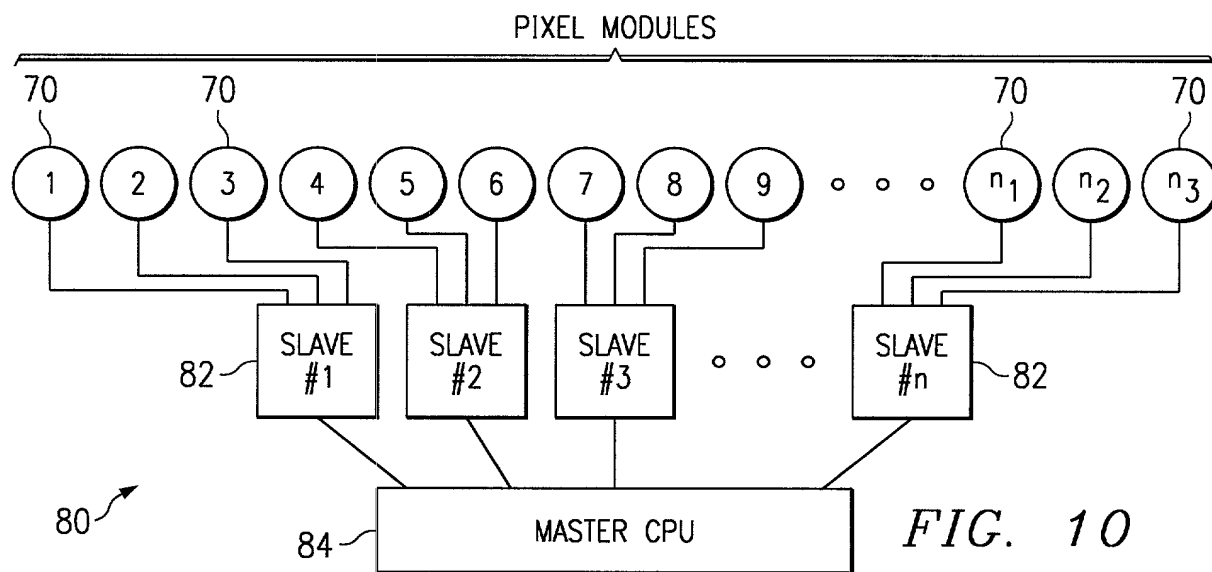 PIXEL MODULES
70 70 70 70
1 2 3 4 5 6 7 8 9 n1 n2 n3
SLAVE #1
SLAVE #2
SLAVE #3
SLAVE #n
82 82
80
84
MASTER CPU
FIG. 10